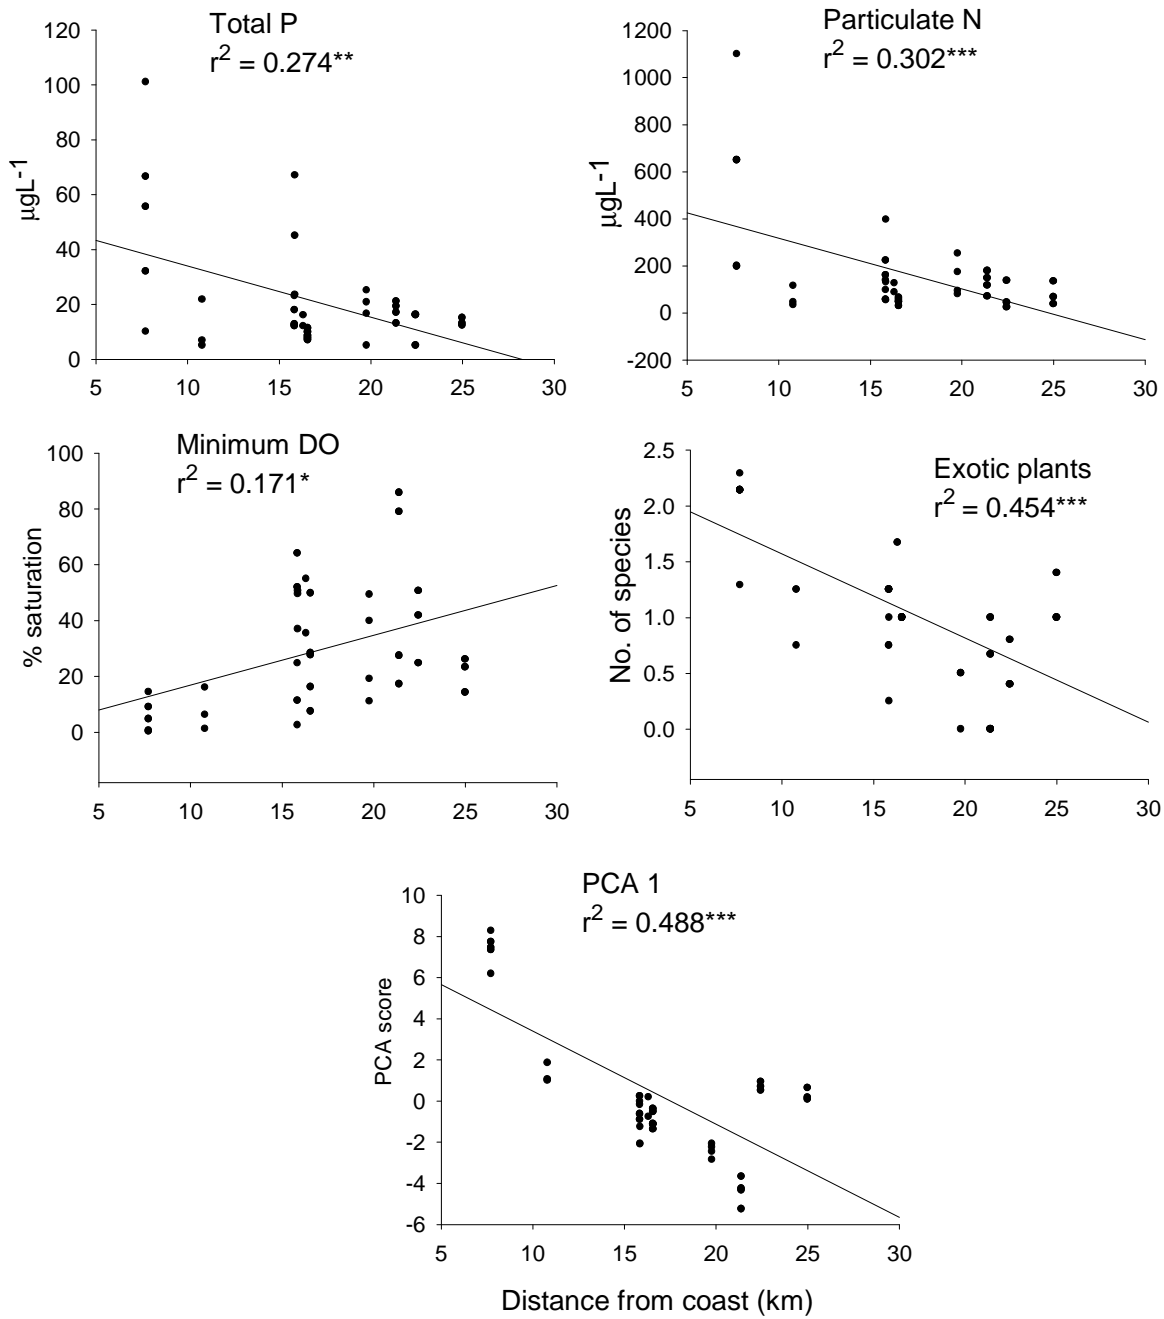 Total P
r² = 0.274**
µgL⁻¹
120
100
80
60
40
20
0
5 10 15 20 25 30
Particulate N
r² = 0.302***
µgL⁻¹
1200
1000
800
600
400
200
0
-200
5 10 15 20 25 30
Minimum DO
r² = 0.171*
% saturation
100
80
60
40
20
0
5 10 15 20 25 30
Exotic plants
r² = 0.454***
No. of species
2.5
2.0
1.5
1.0
0.5
0.0
5 10 15 20 25 30
PCA 1
r² = 0.488***
PCA score
10
8
6
4
2
0
-2
-4
-6
5 10 15 20 25 30
Distance from coast (km)